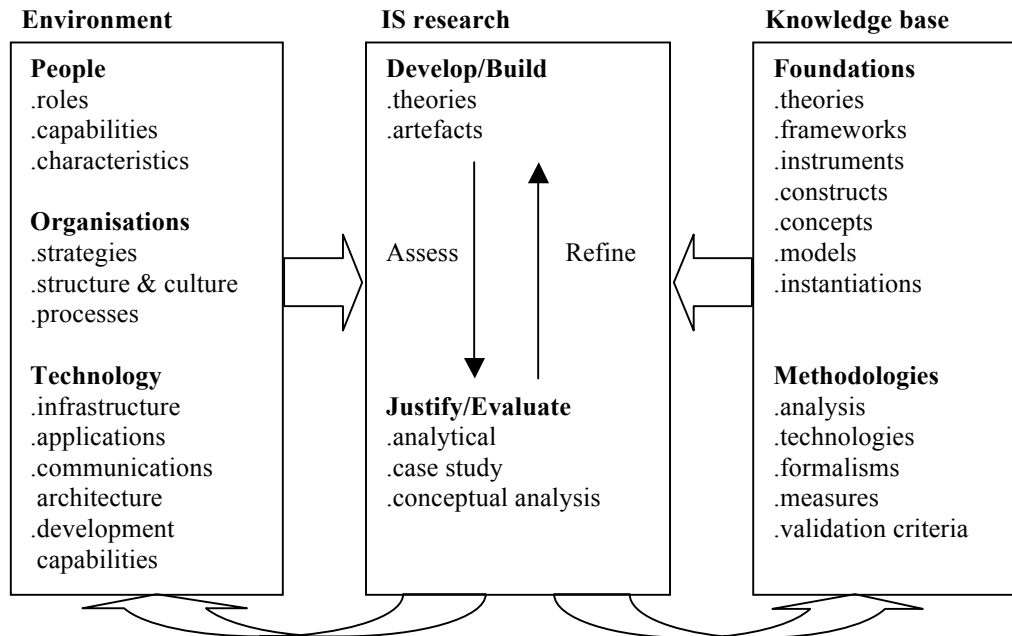 Environment
People
.roles
.capabilities
.characteristics
Organisations
.strategies
.structure & culture
.processes
Technology
.infrastructure
.applications
.communications
architecture
.development
capabilities
IS research
Develop/Build
.theories
.artefacts
Assess
Refine
Justify/Evaluate
.analytical
.case study
.conceptual analysis
Knowledge base
Foundations
.theories
.frameworks
.instruments
.constructs
.concepts
.models
.instantiations
Methodologies
.analysis
.technologies
.formalisms
.measures
.validation criteria